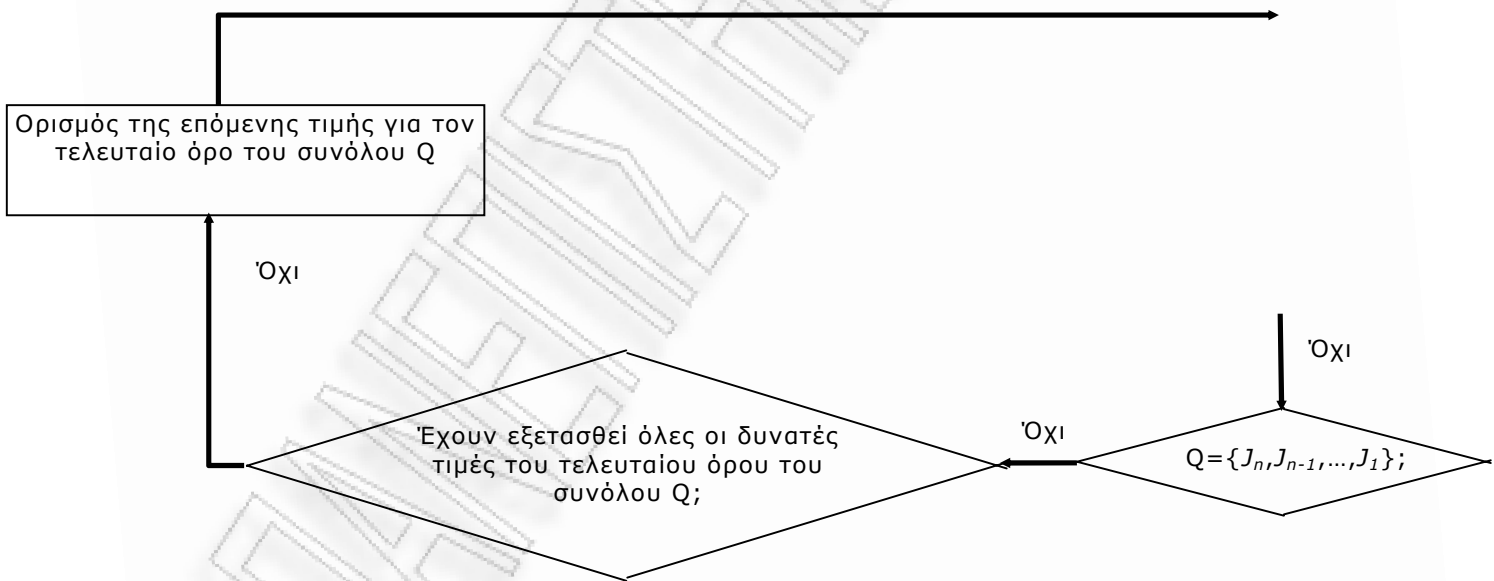 Ορισμός της επόμενης τιμής για τον
τελευταίο όρο του συνόλου Q
Όχι
Όχι
Έχουν εξετασθεί όλες οι δυνατές
τιμές του τελευταίου όρου του
συνόλου Q;
Όχι
Q={Jn,Jn-1,…,J1};